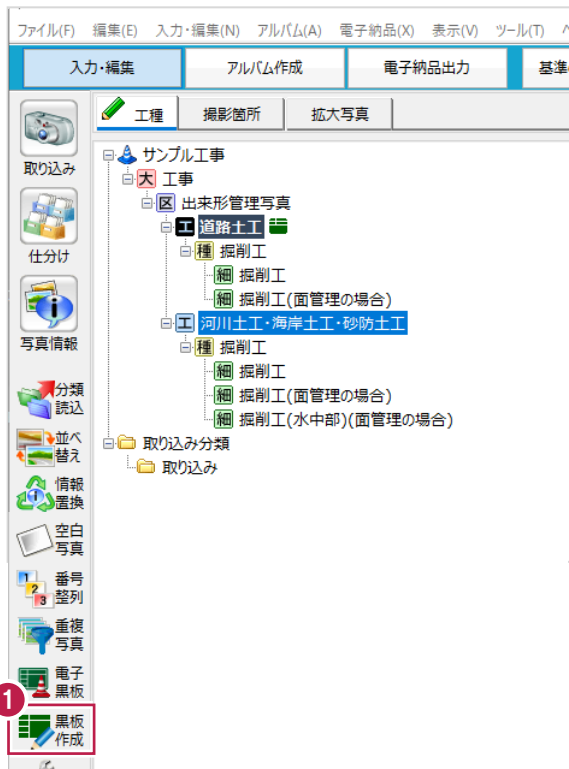 ファイル(F) 編集(E) 入力・編集(N) アルバム(A) 電子納品(X) 表示(V) ツール(T)
入力・編集 アルバム作成 電子納品出力
工種 撮影箇所 拡大写真
取り込み
仕分け
写真情報
分類
読込
並べ
替え
情報
置換
空白
写真
1 2 3
番号
整列
重複
写真
電子
黒板
1
黒板
作成
サンプル工事
大 工事
区 出来形管理写真
工 道路土工
種 掘削工
細 掘削工
細 掘削工(面管理の場合)
工 河川土工・海岸土工・砂防土工
種 掘削工
細 掘削工
細 掘削工(面管理の場合)
細 掘削工(水中部)(面管理の場合)
取り込み分類
取り込み